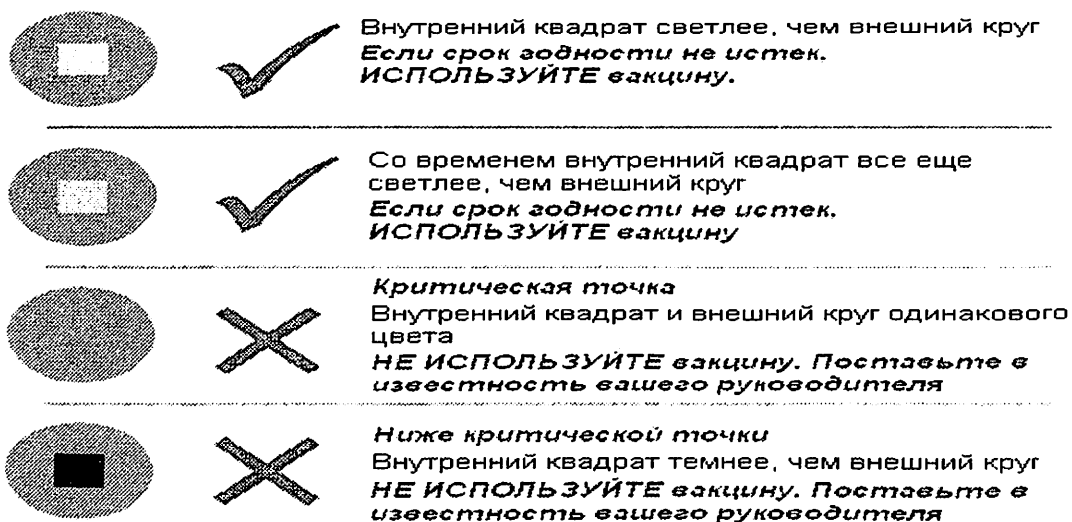 Внутренний квадрат светлее, чем внешний круг
Если срок годности не истек.
ИСПОЛЬЗУЙТЕ вакцину.
Со временем внутренний квадрат все еще
светлее, чем внешний круг
Если срок годности не истек.
ИСПОЛЬЗУЙТЕ вакцину
Критическая точка
Внутренний квадрат и внешний круг одинакового
цвета
НЕ ИСПОЛЬЗУЙТЕ вакцину. Поставьте в
известность вашего руководителя
Ниже критической точки
Внутренний квадрат темнее, чем внешний круг
НЕ ИСПОЛЬЗУЙТЕ вакцину. Поставьте в
известность вашего руководителя